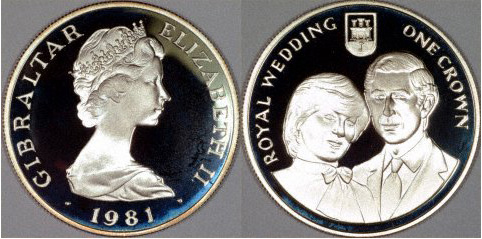 GIBRALTAR
ELIZABETH II
· 1981 ·
ROYAL WEDDING
ONE CROWN